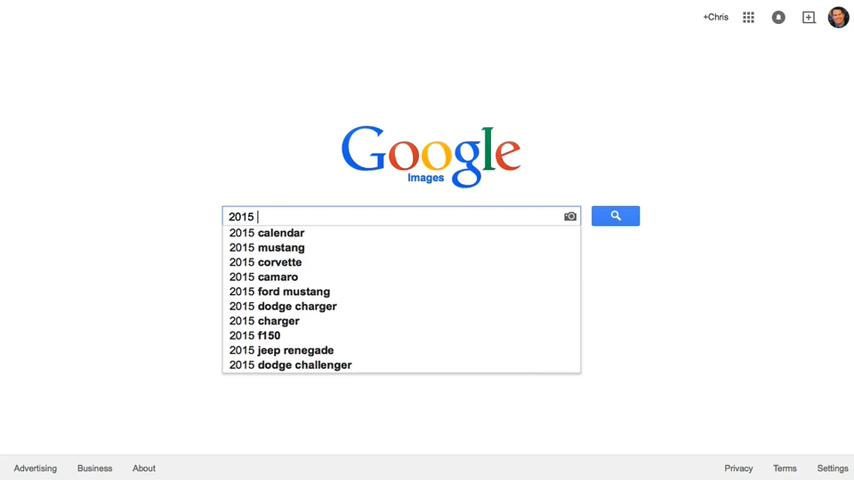 +Chris
Google
Images
2015
2015 calendar
2015 mustang
2015 corvette
2015 camaro
2015 ford mustang
2015 dodge charger
2015 charger
2015 f150
2015 jeep renegade
2015 dodge challenger
Advertising Business About Privacy Terms Settings